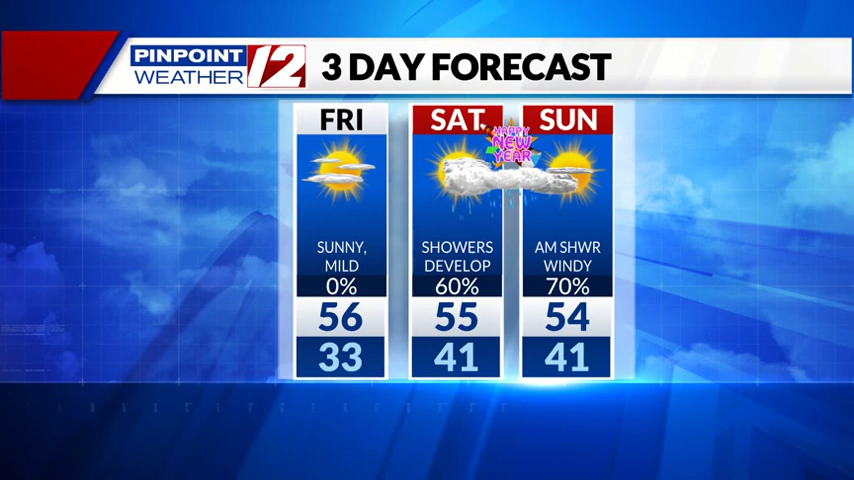 PINPOINT
WEATHER 12
3 DAY FORECAST
FRI
SUNNY,
MILD
0%
56
33
SAT
SHOWERS
DEVELOP
60%
55
41
HAPPY
NEW
YEAR
SUN
AM SHWR
WINDY
70%
54
41